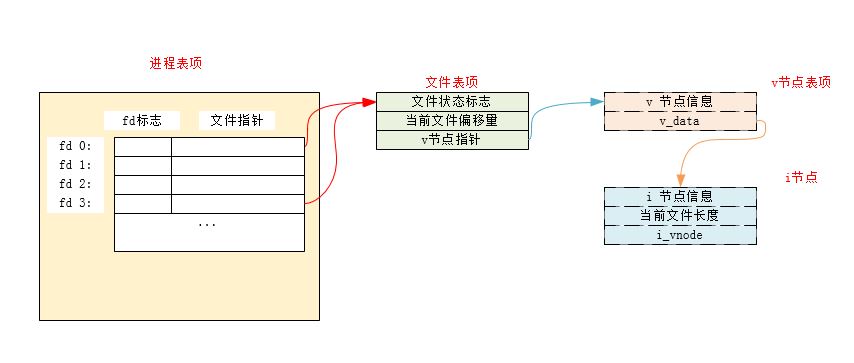 进程表项
文件表项
v节点表项
文件状态标志
v 节点信息
fd标志
文件指针
当前文件偏移量
v_data
fd 0:
v节点指针
fd 1:
fd 2:
i节点
fd 3:
i 节点信息
...
当前文件长度
i_vnode